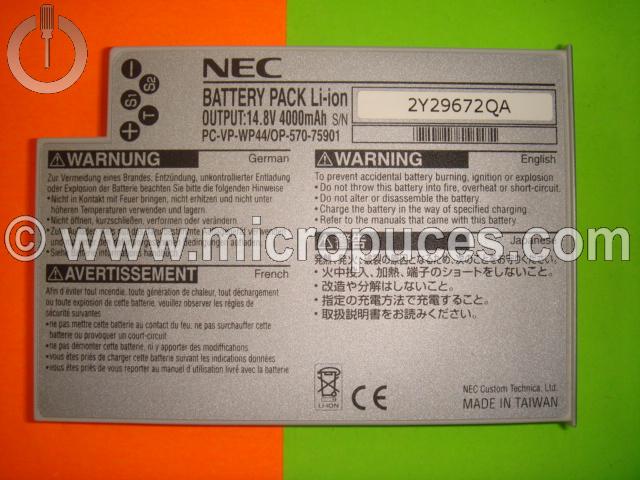 NEC
BATTERY PACK Li-ion
OUTPUT:14.8V 4000mAh S/N
2Y29672QA
PC-VP-WP44/OP-570-75901
S2
S1
T
WARNUNG German
Zur Vermeidung eines Brandes, Entzündung, unkontrollierter Entladung
oder Explosion der Batterie beachten Sie bitte die folgenden Hinweise
•Nicht in Kontakt mit Feuer bringen, nicht erhitzen und nicht unter
höheren Temperaturen verwenden und lagern.
•Nicht öffnen, kurzschließen, verformen oder verändern.
•Siehe
WARNING English
To prevent accidental battery burning, ignition or explosion
• Do not throw this battery into fire, overheat or short-circuit.
• Do not alter or disassemble the battery.
• Charge the battery in the way of specified charging.
• Refer to the manuals that came with this battery.
© www.micropuces.com ©
AVERTISSEMENT French
Afin d'éviter tout incendie, toute génération de chaleur, tout déchargement
ou toute explosion de cette batterie, veuillez observer les règles de
sécurité suivantes
•ne pas mettre cette batterie au contact du feu. ne pas surchauffer cette batterie
ou provoquer un court-circuit
•ne pas démonter cette batterie, ni y apporter des modifications
•vous êtes priés de charger cette batterie suivant les indications spécifiées
•vous êtes priés de reporter au manuel d'utilisation livré avec la batterie
Japanese
・火中投入、加熱、端子のショートをしないこと。
・改造や分解はしないこと。
・指定の充電方法で充電すること。
・取扱説明書をお読みください。
LI-ION
CE
NEC Custom Technica, Ltd.
MADE IN TAIWAN